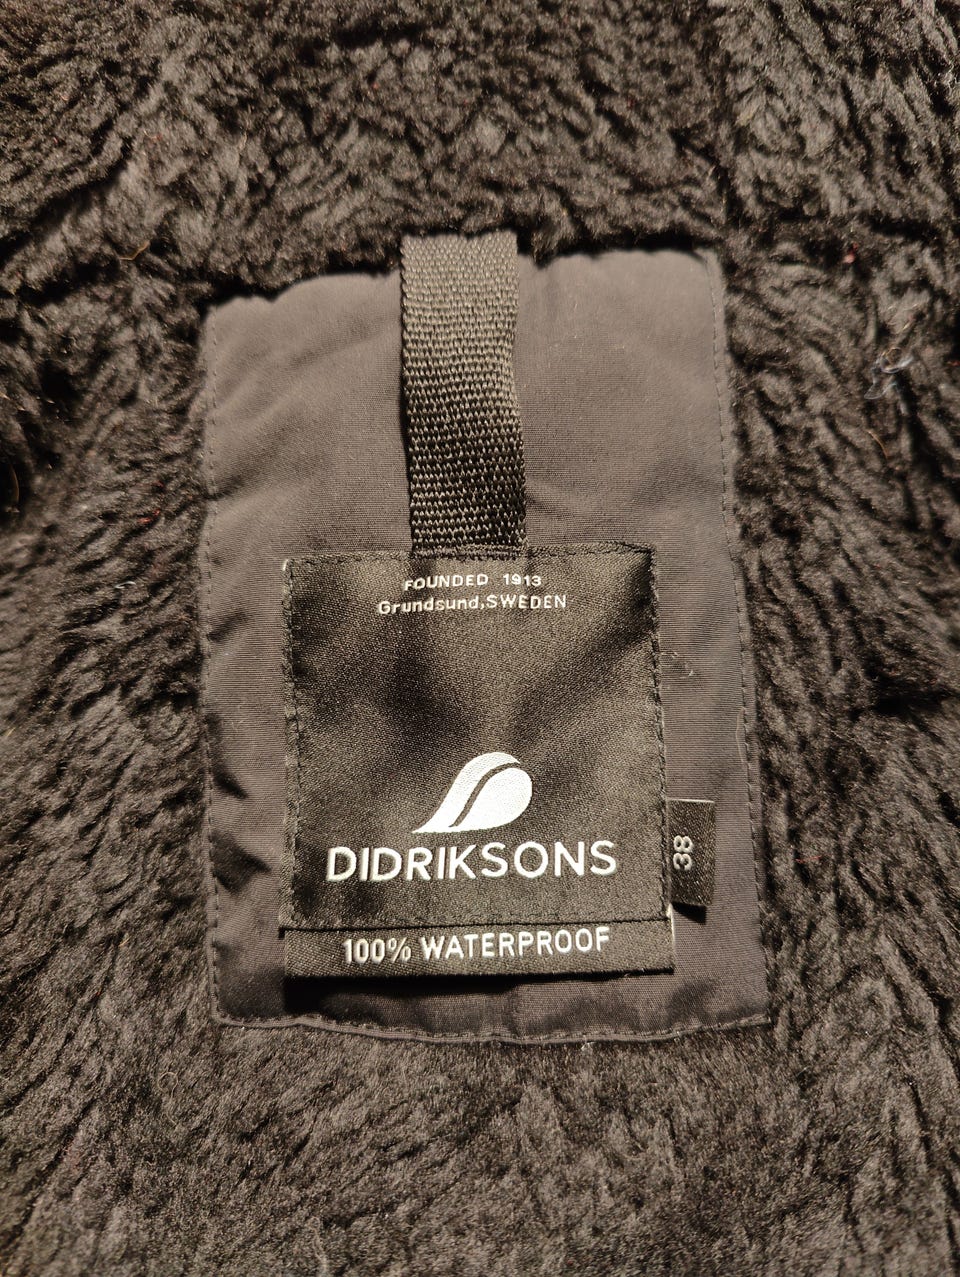 FOUNDED 1913
Grundsund,SWEDEN
DIDRIKSONS
38
100% WATERPROOF